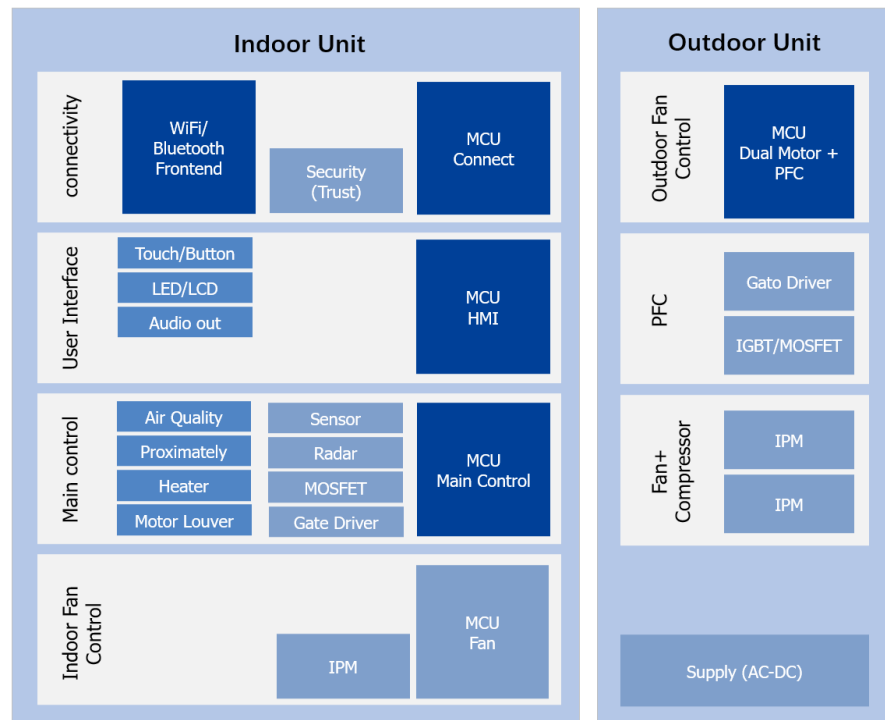 Indoor Unit
connectivity
WiFi/
Bluetooth
Frontend
Security
(Trust)
MCU
Connect
User Interface
Touch/Button
LED/LCD
Audio out
MCU
HMI
Main control
Air Quality
Proximately
Heater
Motor Louver
Sensor
Radar
MOSFET
Gate Driver
MCU
Main Control
Indoor Fan
Control
IPM
MCU
Fan
Outdoor Unit
Outdoor Fan
Control
MCU
Dual Motor +
PFC
PFC
Gato Driver
IGBT/MOSFET
Fan+
Compressor
IPM
IPM
Supply (AC-DC)